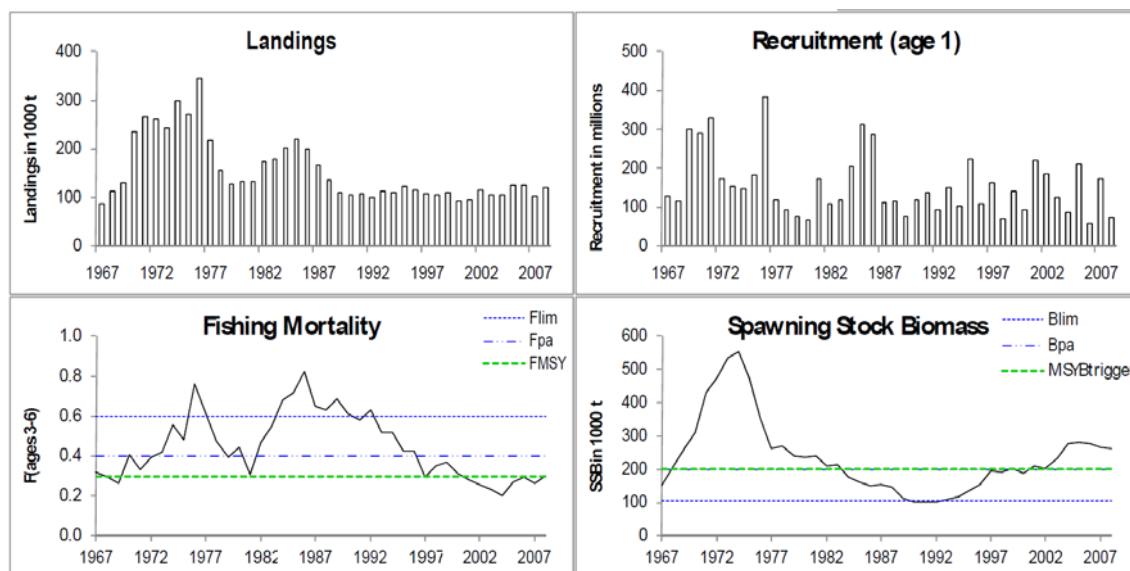 Landings
Landings in 1000 t
400
300
200
100
0
1967 1972 1977 1982 1987 1992 1997 2002 2007
Recruitment (age 1)
Recruitment in millions
500
400
300
200
100
0
1967 1972 1977 1982 1987 1992 1997 2002 2007
Fishing Mortality
Flim
Fpa
FMSY
F(ages 3-6)
1.0
0.8
0.6
0.4
0.2
0.0
1967 1972 1977 1982 1987 1992 1997 2002 2007
Spawning Stock Biomass
Blim
Bpa
MSYBtrigge
SSB in 1000 t
600
500
400
300
200
100
0
1967 1972 1977 1982 1987 1992 1997 2002 2007